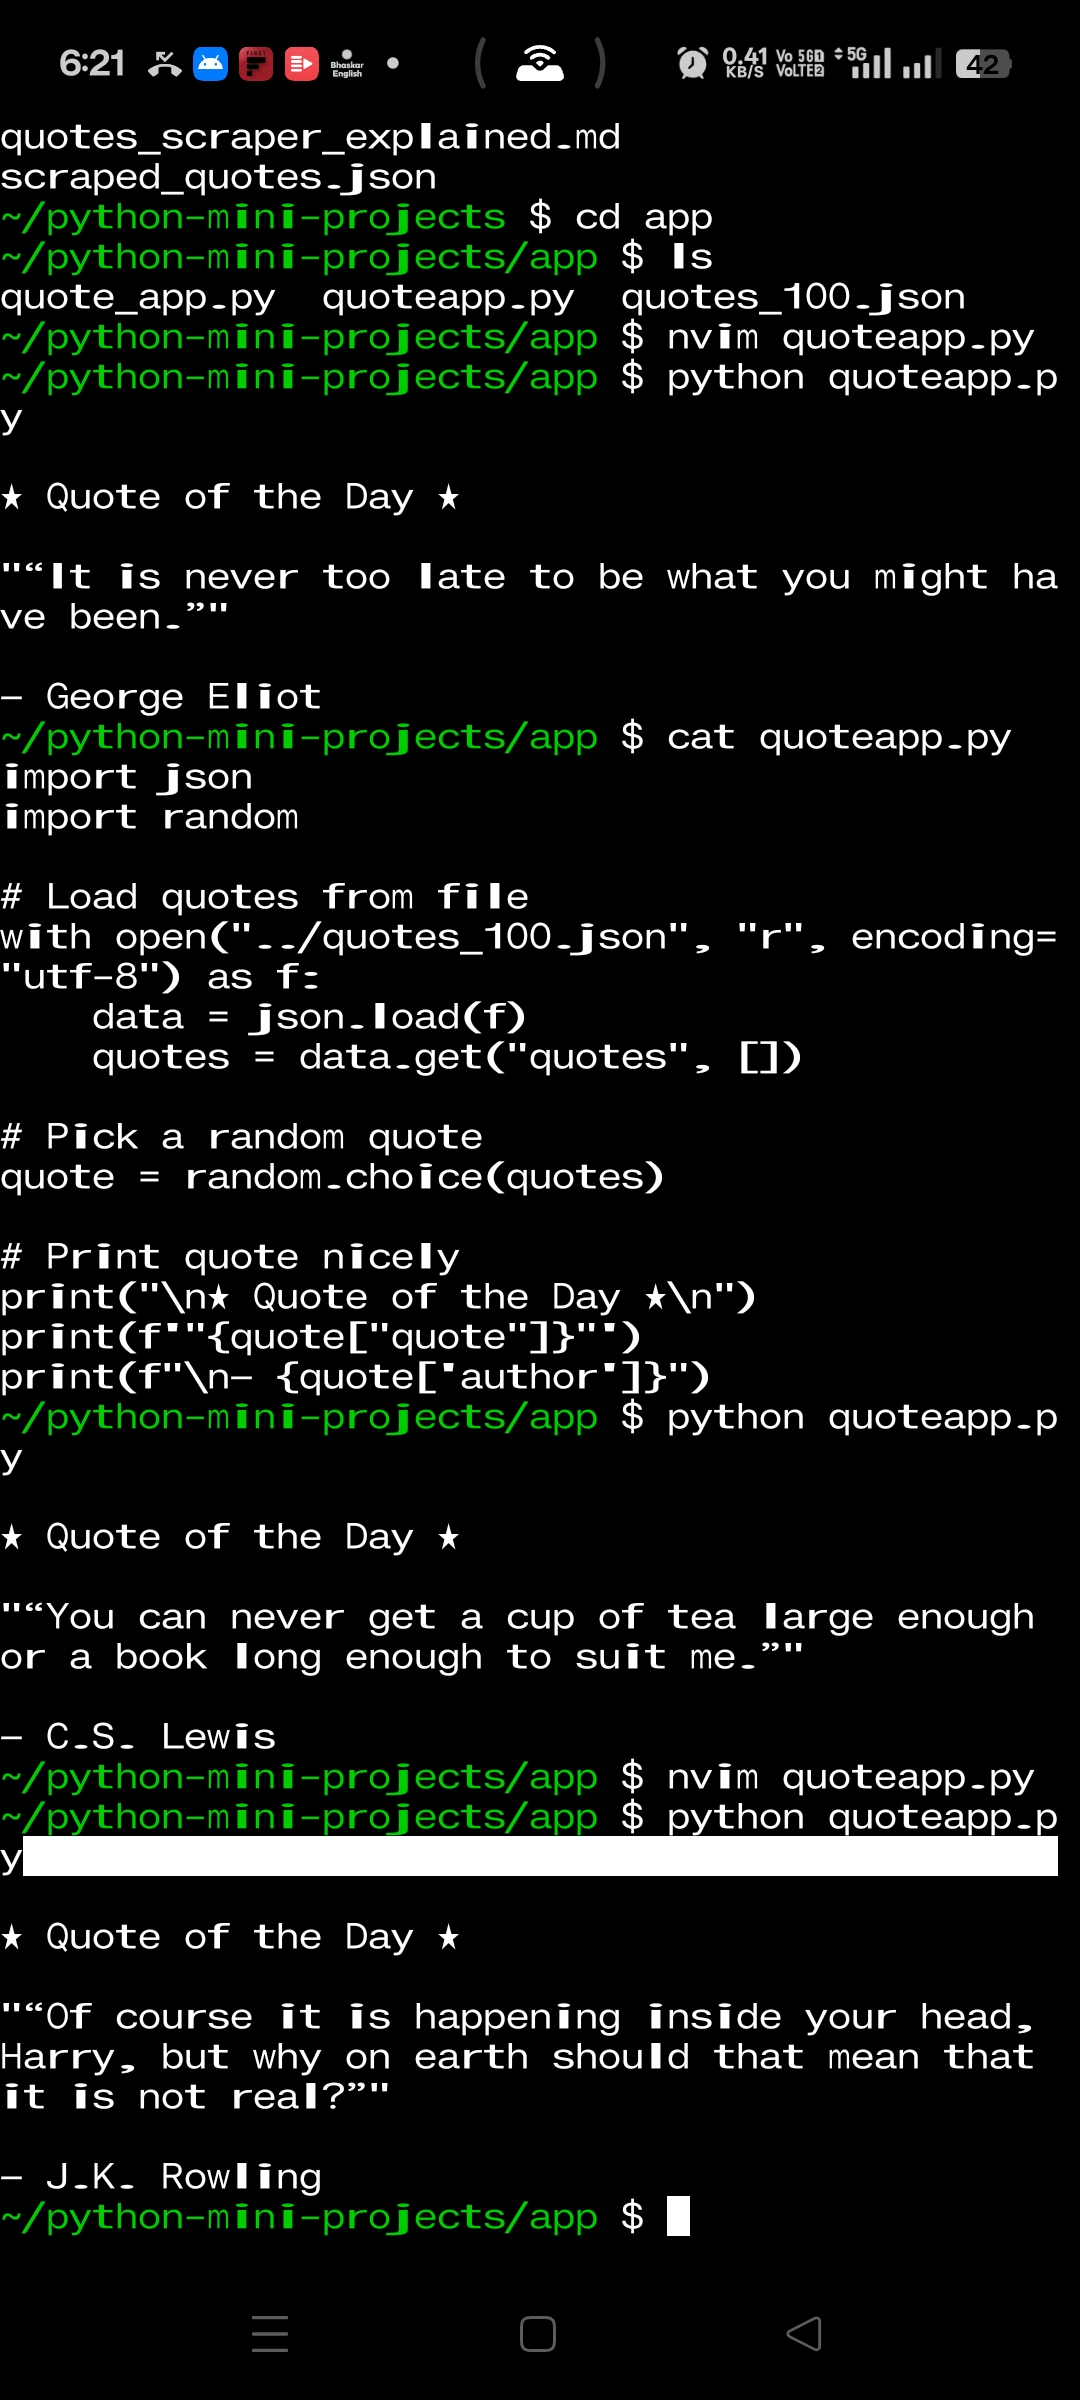 6:21 FIRST Bhaskar English 0.41 KB/S Vo 5G 1 VoLTE 2 5G 42
quotes_scraper_explained.md
scraped_quotes.json
~/python-mini-projects $ cd app
~/python-mini-projects/app $ ls
quote_app.py  quoteapp.py  quotes_100.json
~/python-mini-projects/app $ nvim quoteapp.py
~/python-mini-projects/app $ python quoteapp.p
y
★ Quote of the Day ★
"“It is never too late to be what you might ha
ve been.”"
— George Eliot
~/python-mini-projects/app $ cat quoteapp.py
import json
import random
# Load quotes from file
with open("../quotes_100.json", "r", encoding=
"utf-8") as f:
    data = json.load(f)
    quotes = data.get("quotes", [])
# Pick a random quote
quote = random.choice(quotes)
# Print quote nicely
print("\n★ Quote of the Day ★\n")
print(f'"{quote["quote"]}"')
print(f"\n— {quote['author']}")
~/python-mini-projects/app $ python quoteapp.p
y
★ Quote of the Day ★
"“You can never get a cup of tea large enough
or a book long enough to suit me.”"
— C.S. Lewis
~/python-mini-projects/app $ nvim quoteapp.py
~/python-mini-projects/app $ python quoteapp.p
y
★ Quote of the Day ★
"“Of course it is happening inside your head,
Harry, but why on earth should that mean that
it is not real?”"
— J.K. Rowling
~/python-mini-projects/app $